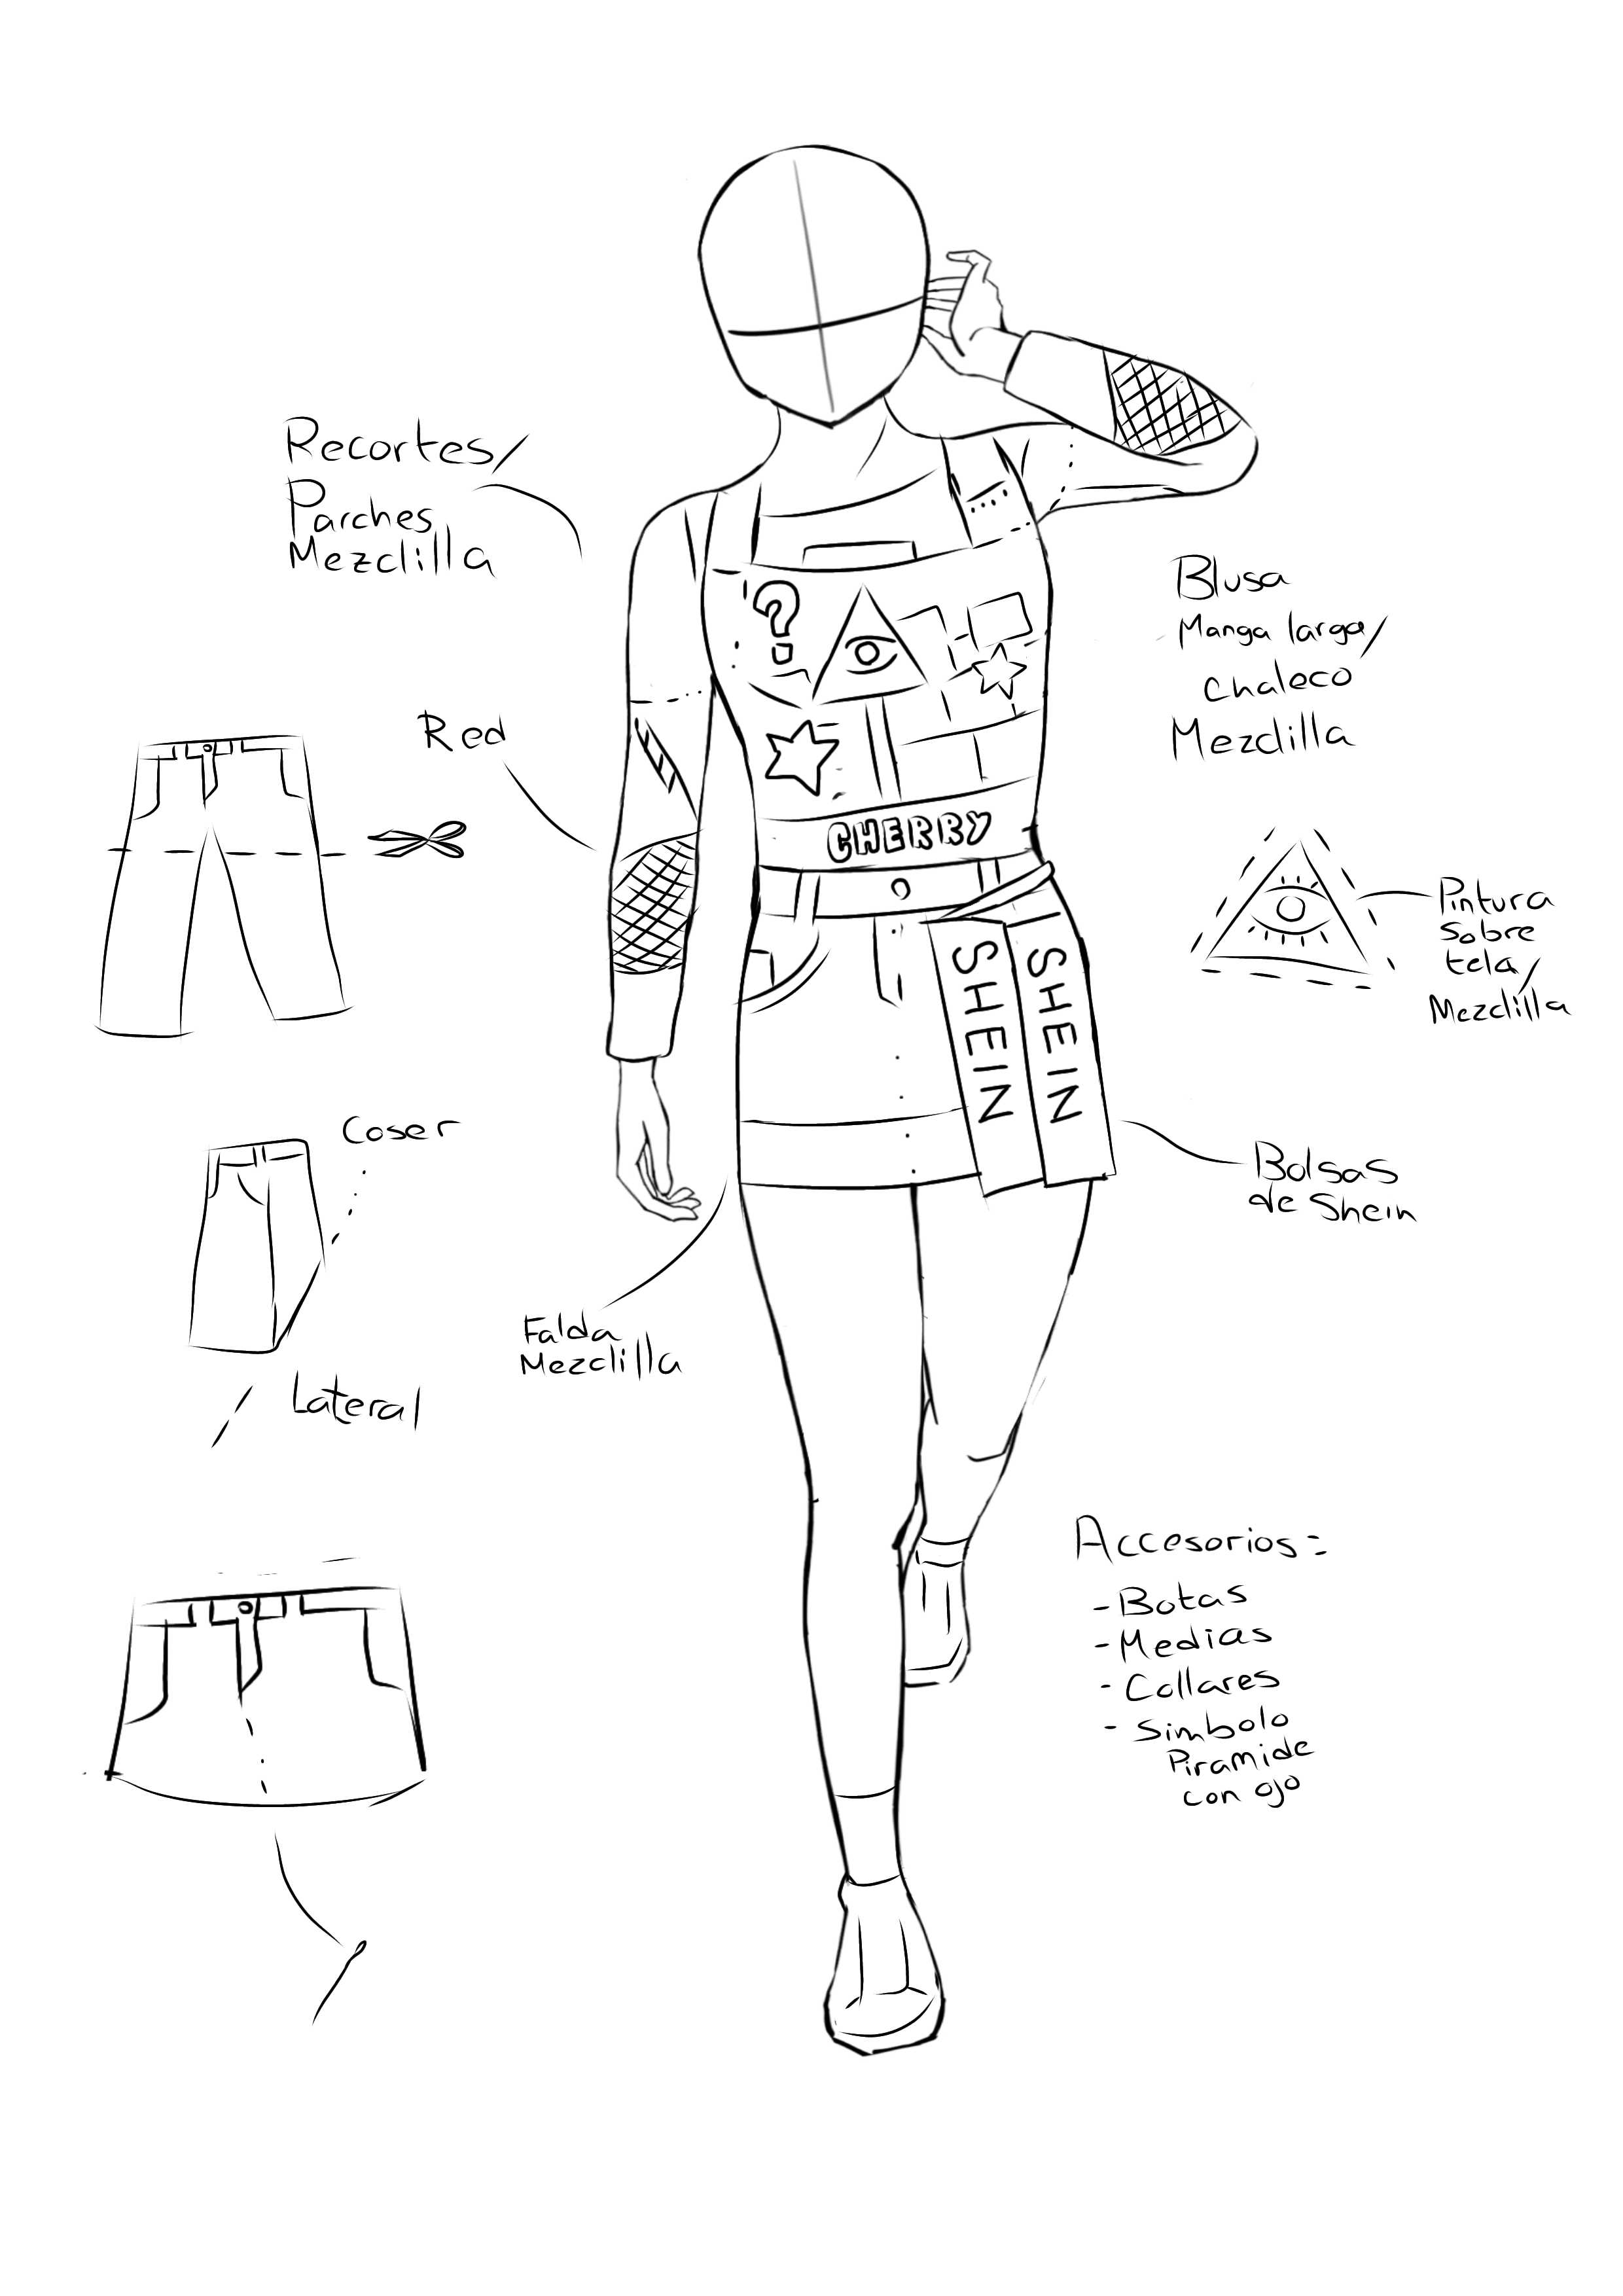 Recortes/
Parches
Mezclilla
Red
Coser
Lateral
Falda
Mezclilla
?
CHERRY
SHEIN
SHEIN
Blusa
Manga larga/
Chaleco
Mezclilla
Pintura
Sobre
tela/
Mezclilla
Bolsas
de Shein
Accesorios:
- Botas
- Medias
- Collares
- Simbolo
Piramide
con ojo